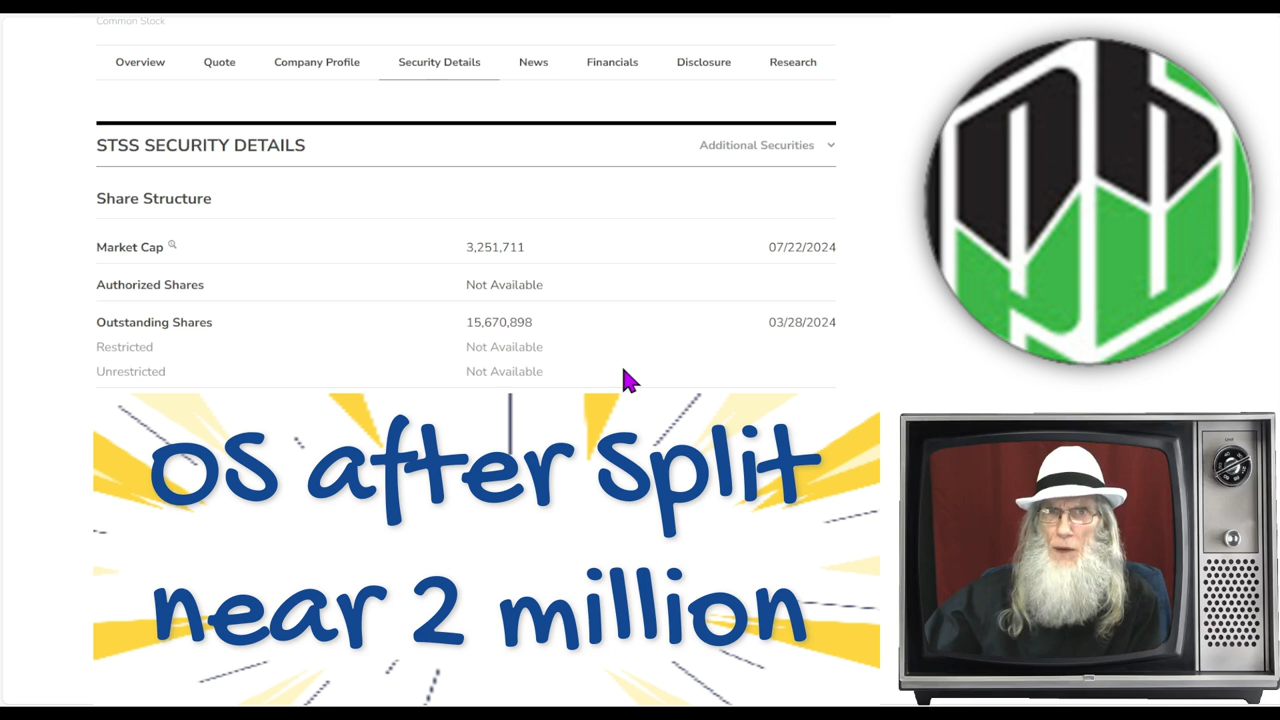 Common Stock
Overview Quote Company Profile Security Details News Financials Disclosure Research
STSS SECURITY DETAILS Additional Securities
Share Structure
Market Cap 3,251,711 07/22/2024
Authorized Shares Not Available
Outstanding Shares 15,670,898 03/28/2024
Restricted Not Available
Unrestricted Not Available
OS after split
near 2 million